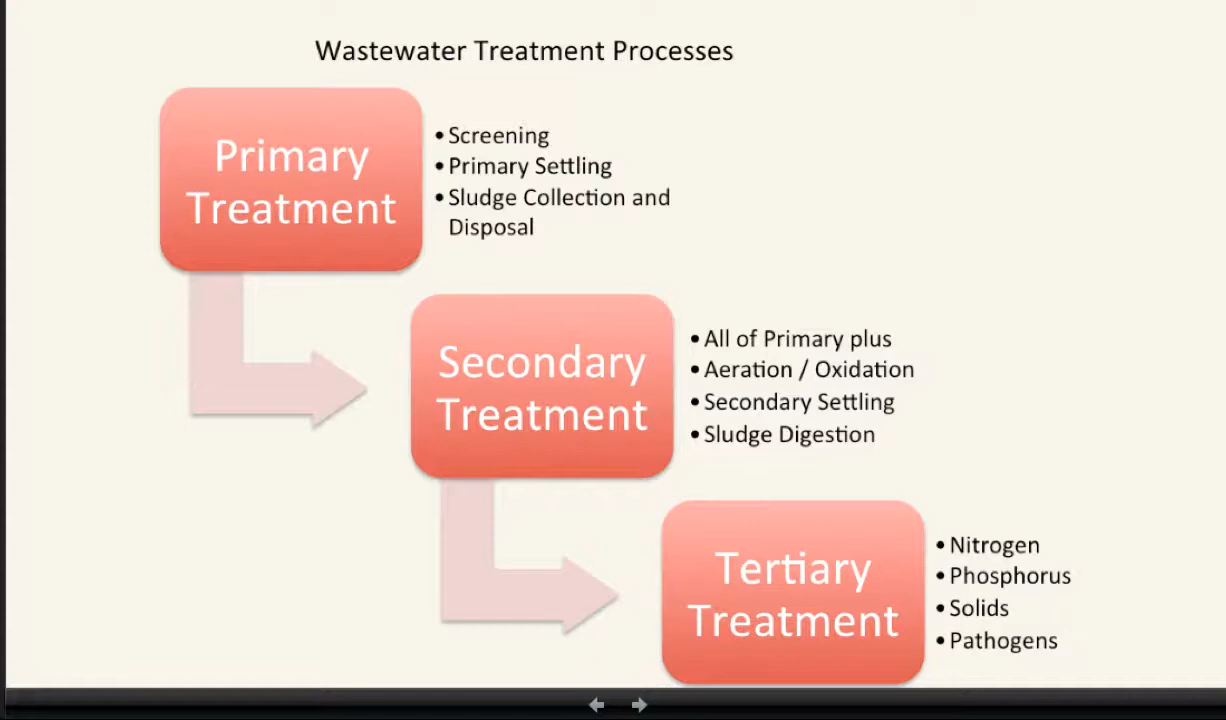 Wastewater Treatment Processes
Primary
Treatment
•Screening
•Primary Settling
•Sludge Collection and
Disposal
Secondary
Treatment
•All of Primary plus
•Aeration / Oxidation
•Secondary Settling
•Sludge Digestion
Tertiary
Treatment
•Nitrogen
•Phosphorus
•Solids
•Pathogens